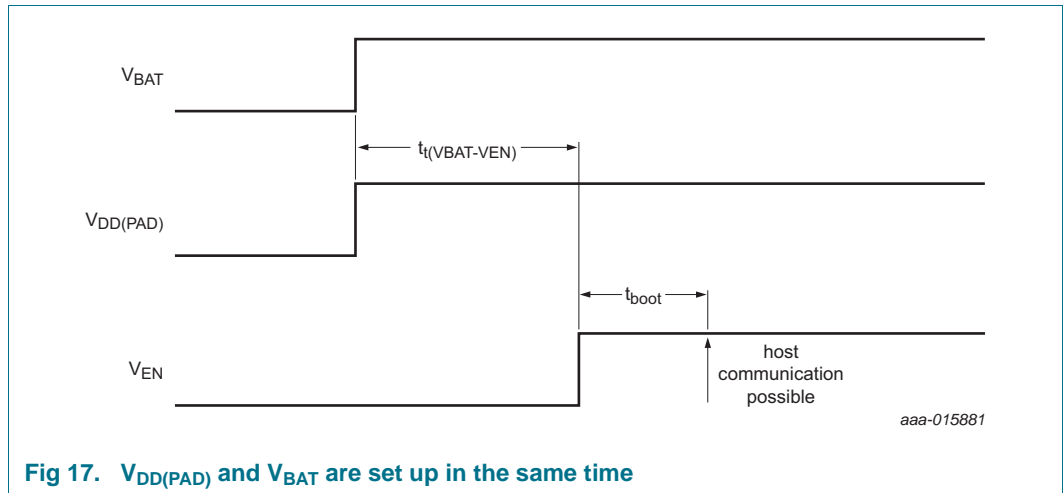 VBAT
tt(VBAT-VEN)
VDD(PAD)
tboot
VEN
host
communication
possible
aaa-015881
Fig 17. VDD(PAD) and VBAT are set up in the same time